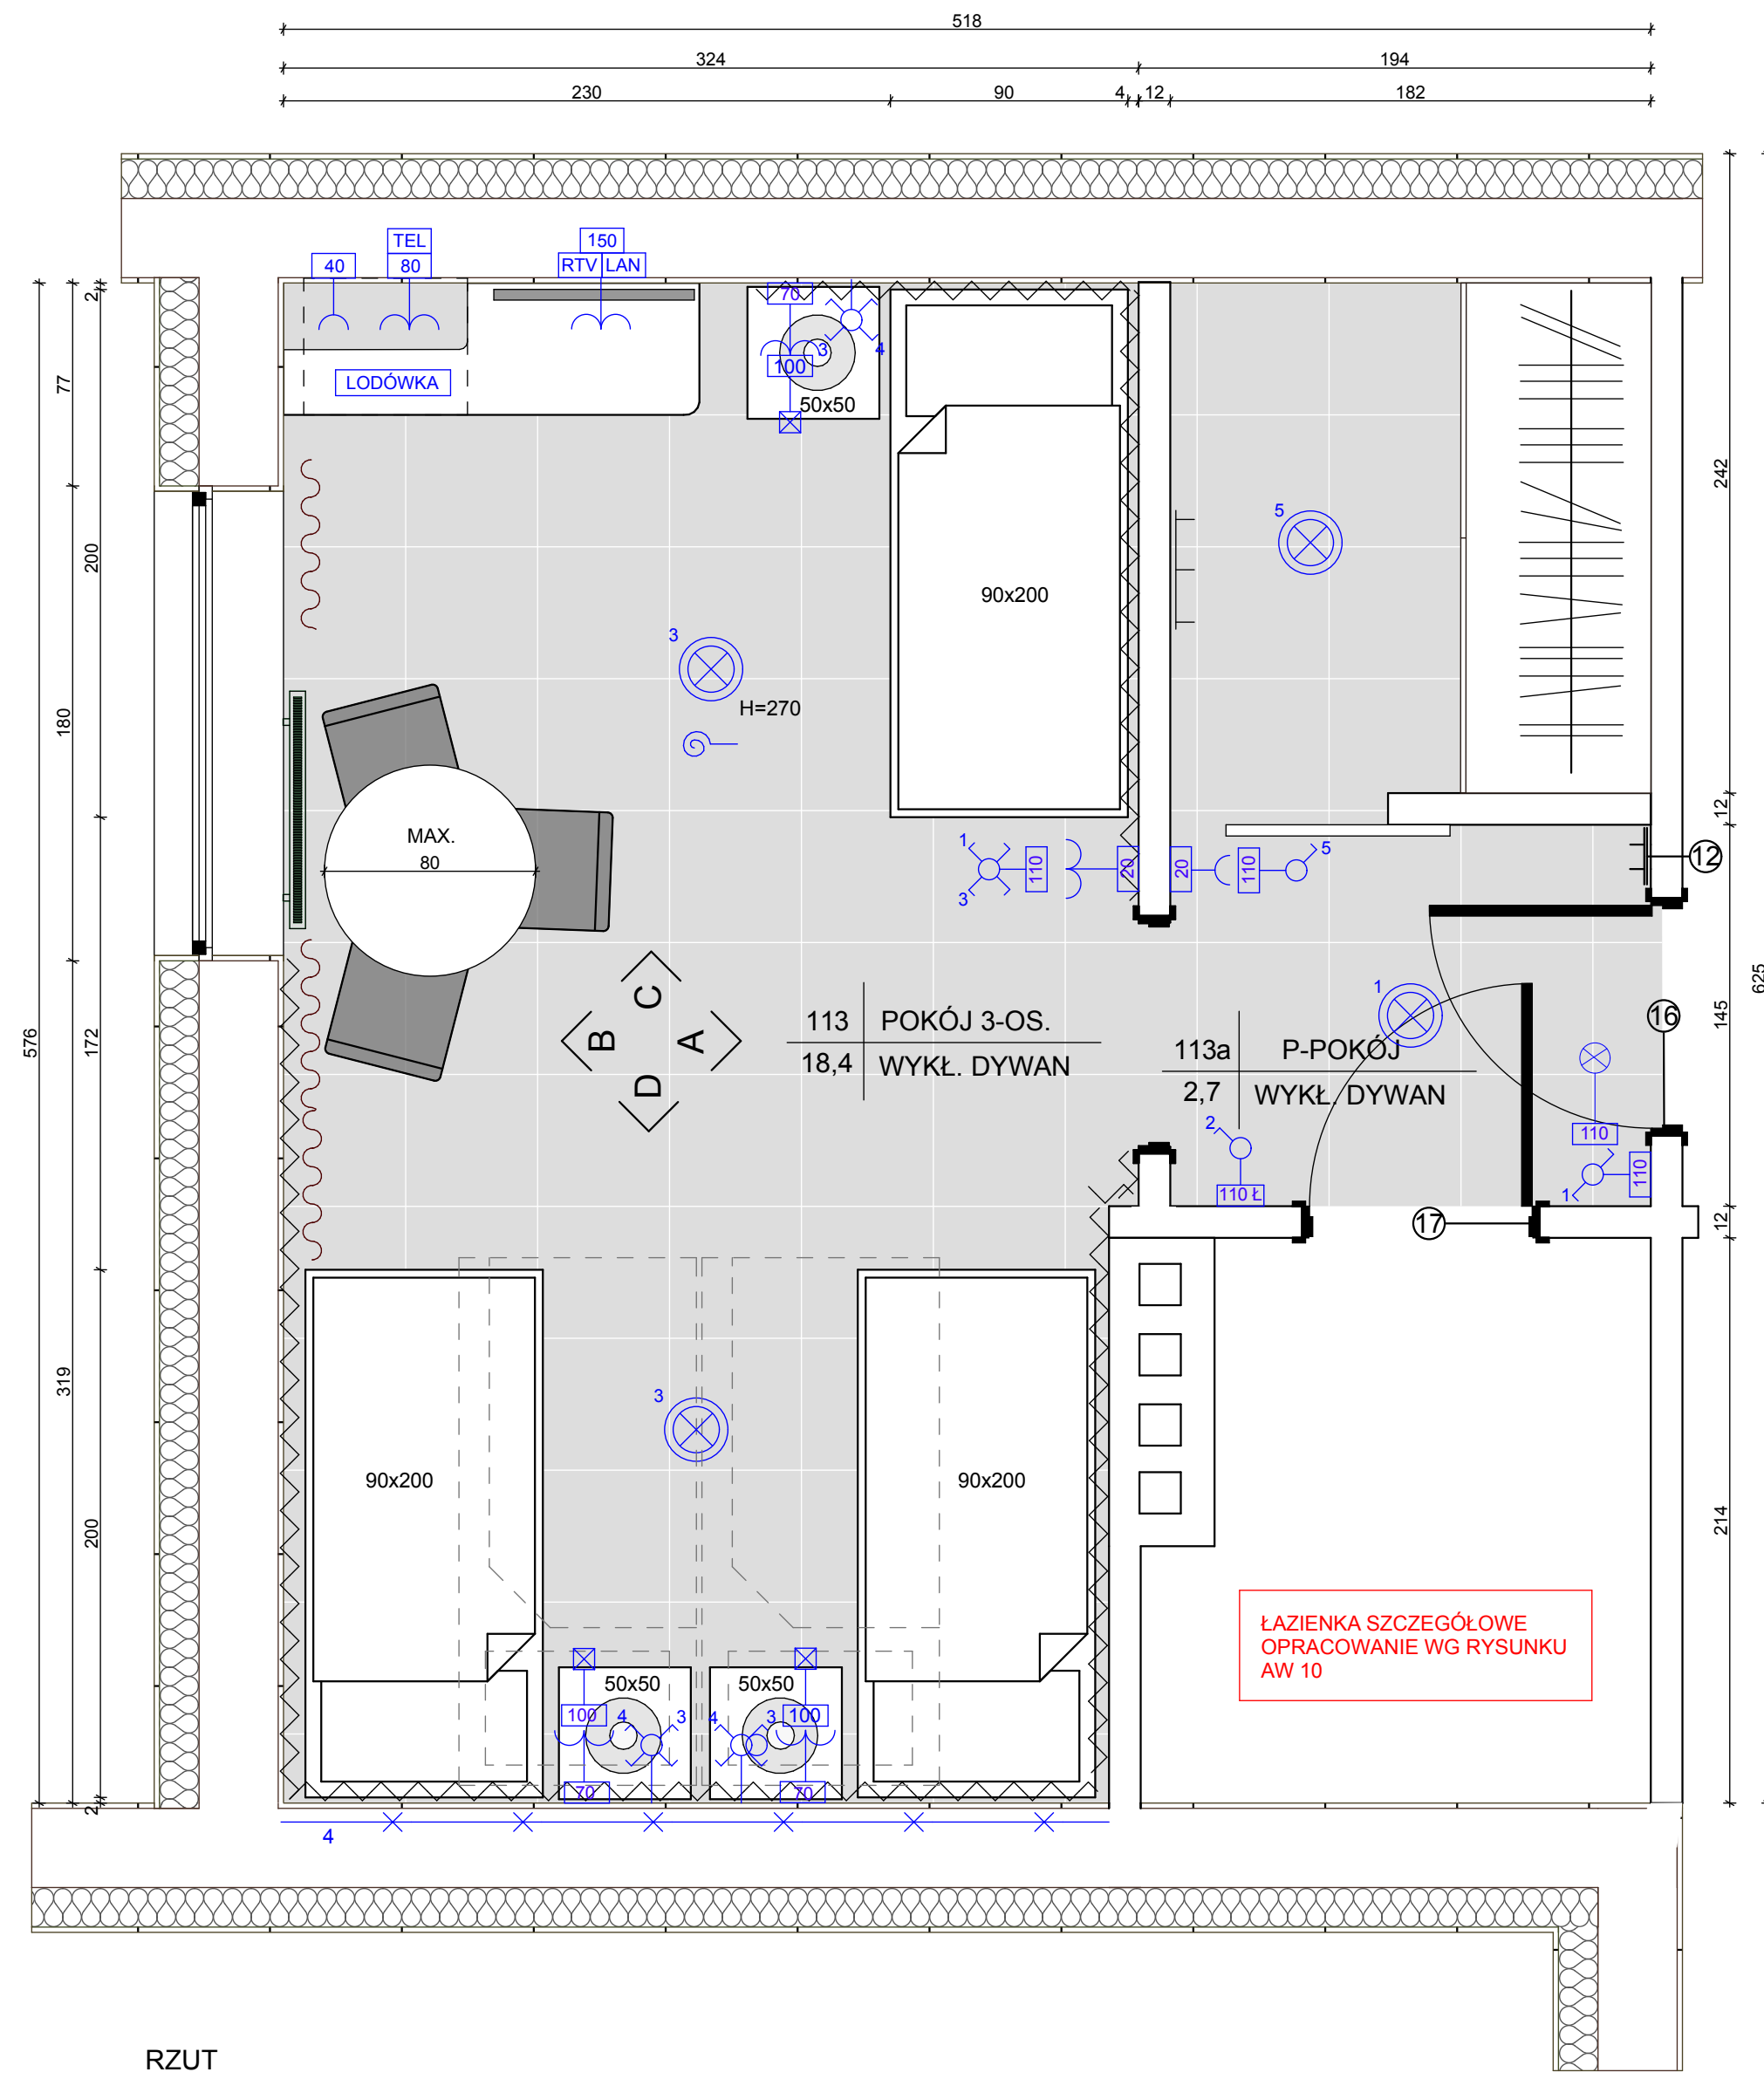 518
324 194
230 90 4 12 182
TEL
40 80
150
RTV LAN
LODÓWKA
70
3 4
100
50x50
2
77
200
180
172
576
319
200
2
242
12
145
625
12
214
90x200
5
3
H=270
MAX.
80
1
3
110
20
20
110
5
12
C
B A
D
113 POKÓJ 3-OS.
18,4 WYKŁ. DYWAN
1
113a P-POKÓJ
2,7 WYKŁ. DYWAN
16
2
110 Ł
110
110
1
17
3
90x200
90x200
50x50
50x50
100
4 3
4 3
100
70
70
4
ŁAZIENKA SZCZEGÓŁOWE
OPRACOWANIE WG RYSUNKU
AW 10
RZUT